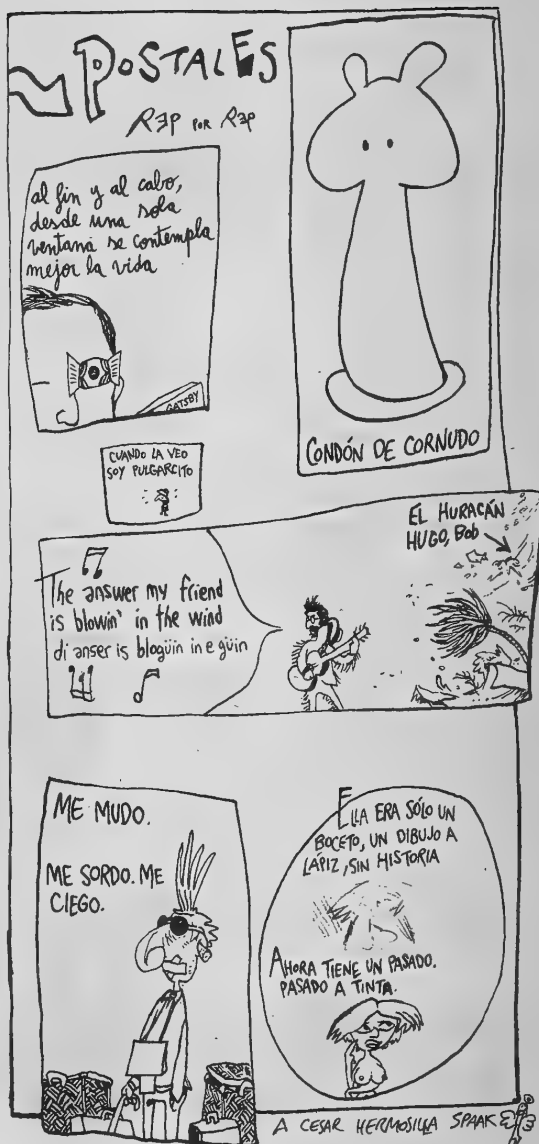 POSTALES
REP POR REP
al fin y al cabo,
desde una sola
ventana se contempla
mejor la vida
GATSBY
CONDÓN DE CORNUDO
CUANDO LA VEO
SOY PULGARCITO
EL HURACÁN
HUGO, Bob
The answer my friend
is blowin' in the wind
di anser is blogüin in e güin
ME MUDO.
ME SORDO. ME
CIEGO.
ELLA ERA SÓLO UN
BOCETO, UN DIBUJO A
LÁPIZ, SIN HISTORIA
AHORA TIENE UN PASADO.
PASADO A TINTA.
A CESAR HERMOSILLA SPAAK